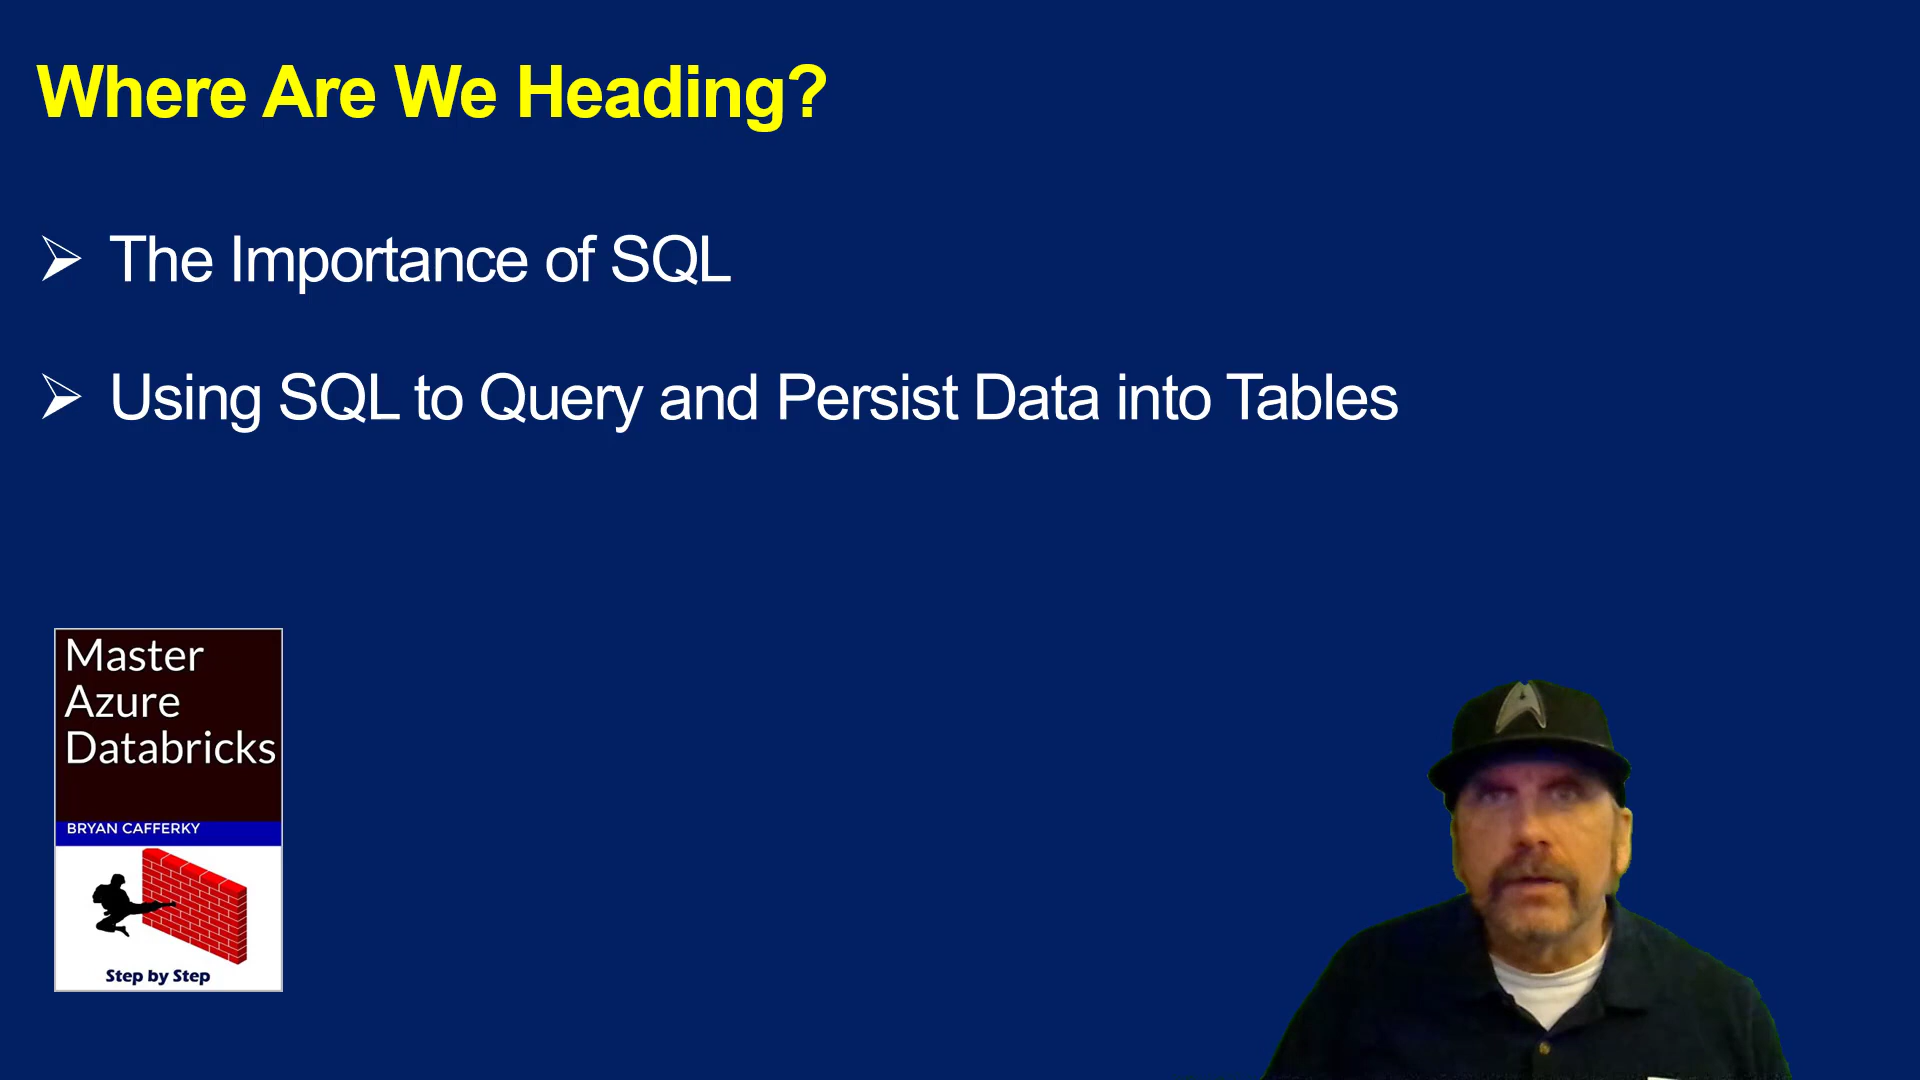 Where Are We Heading?
The Importance of SQL
Using SQL to Query and Persist Data into Tables
Master
Azure
Databricks
BRYAN CAFFERKY
Step by Step